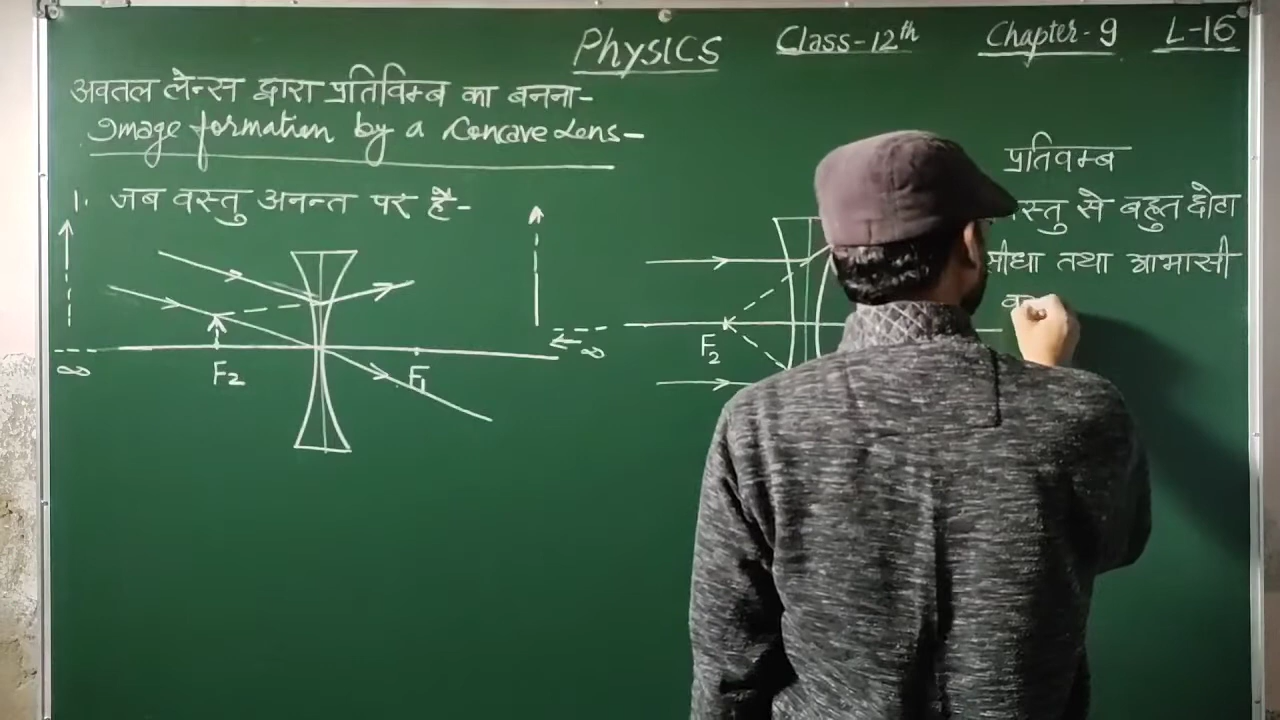 Physics Class-12th Chapter-9 L-16
अवतल लेन्स द्वारा प्रतिविम्ब का बनना-
Image formation by a Concave Lens-
1. जब वस्तु अनन्त पर है-
∞ F2 F1
∞ F2
प्रतिवम्ब
से बहुत छोटा
तथा आभासी